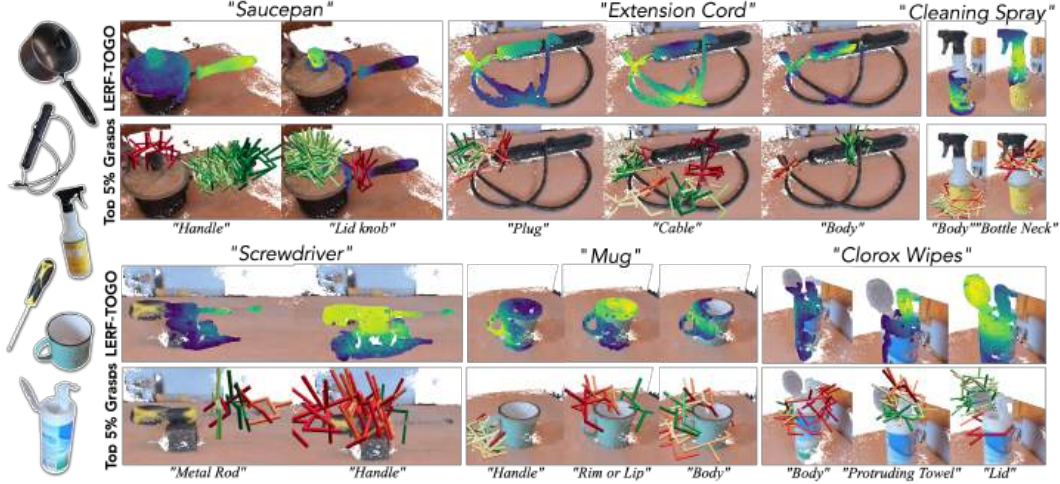 "Saucepan"
"Extension Cord"
"Cleaning Spray"
LERF-TOGO
Top 5% Grasps
"Handle"
"Lid knob"
"Plug"
"Cable"
"Body"
"Body"
"Bottle Neck"
"Screwdriver"
"Mug"
"Clorox Wipes"
LERF-TOGO
Top 5% Grasps
"Metal Rod"
"Handle"
"Handle"
"Rim or Lip"
"Body"
"Body"
"Protruding Towel"
"Lid"